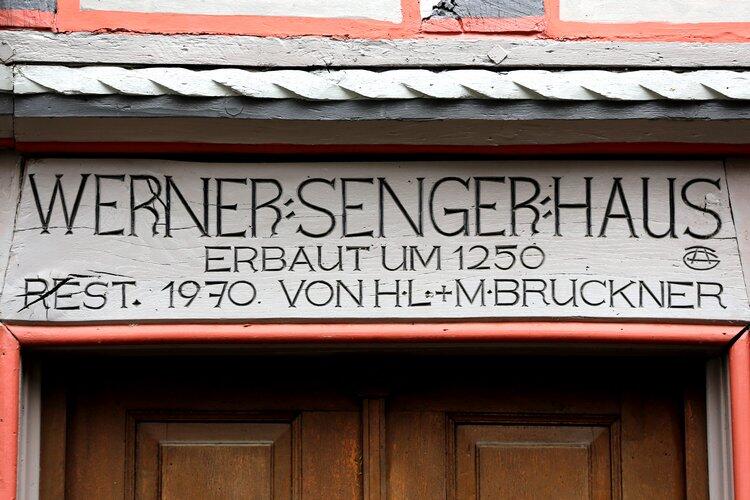 WERNER:SENGER:HAUS
ERBAUT UM 1250
REST. 1970. VON H·L·+M·BRUCKNER